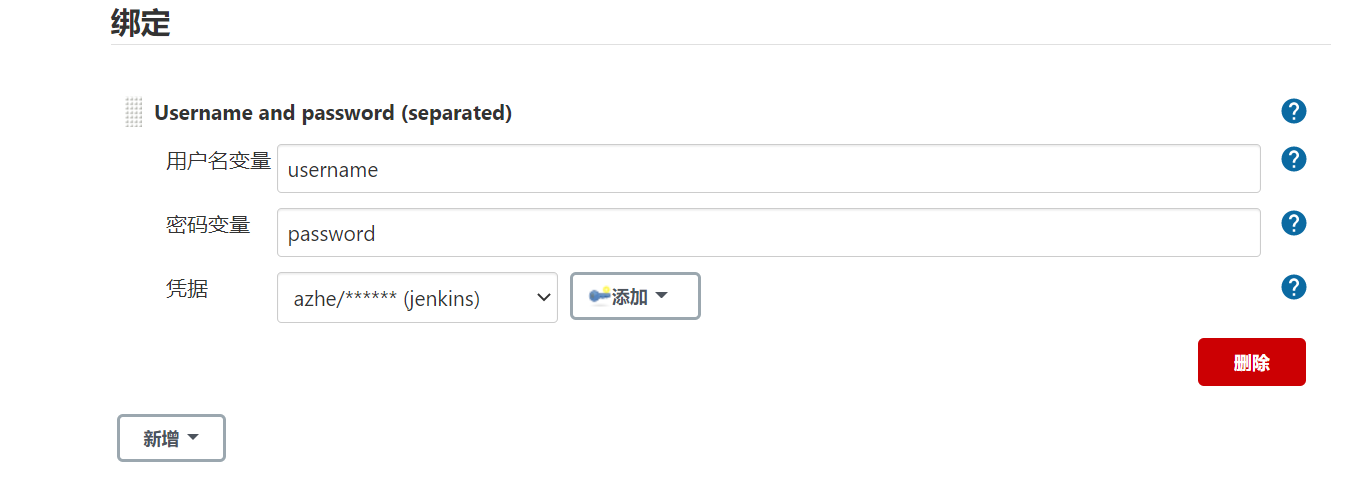 绑定
Username and password (separated)
用户名变量 username
密码变量 password
凭据 azhe/****** (jenkins) 添加
删除
新增